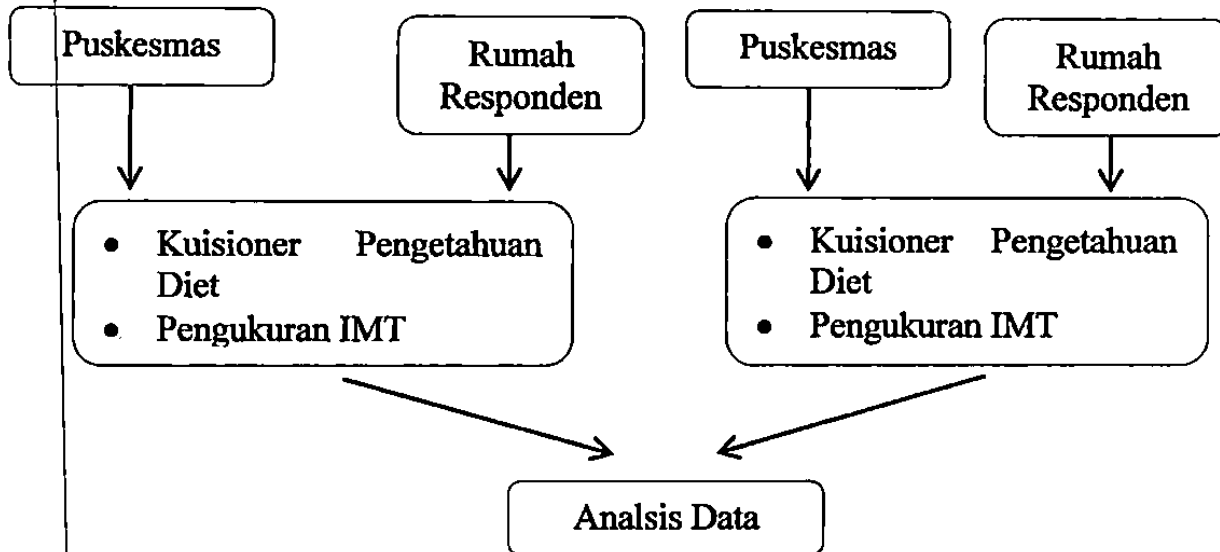 Puskesmas
Rumah
Responden
Puskesmas
Rumah
Responden
• Kuisioner Pengetahuan
Diet
• Pengukuran IMT
• Kuisioner Pengetahuan
Diet
• Pengukuran IMT
Analsis Data